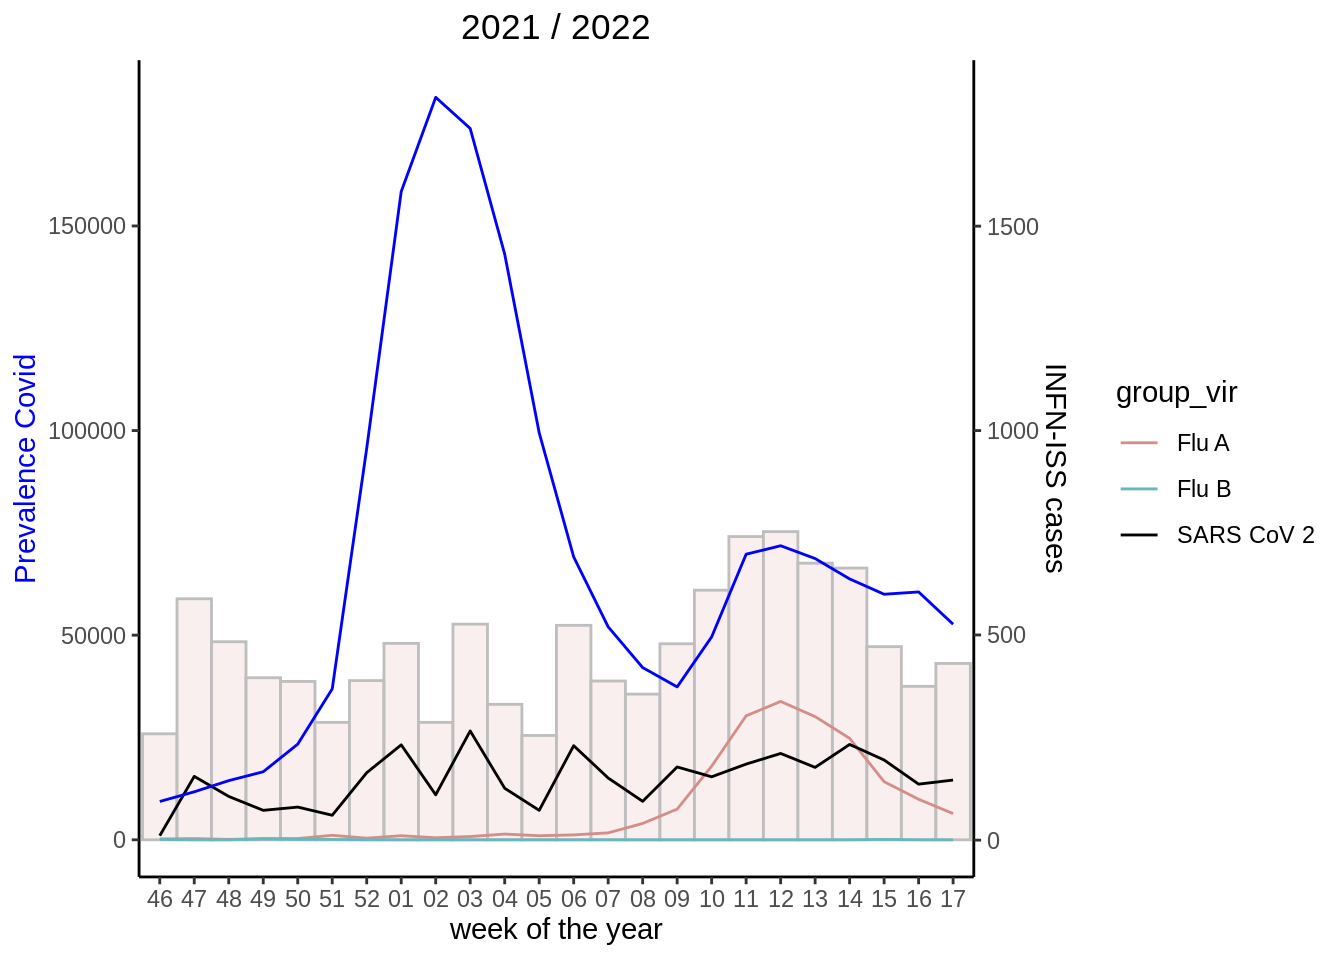 2021 / 2022
Prevalence Covid
150000
100000
50000
0
1500
1000
500
0
INFN-ISS cases
46 47 48 49 50 51 52 01 02 03 04 05 06 07 08 09 10 11 12 13 14 15 16 17
week of the year
group_vir
Flu A
Flu B
SARS CoV 2